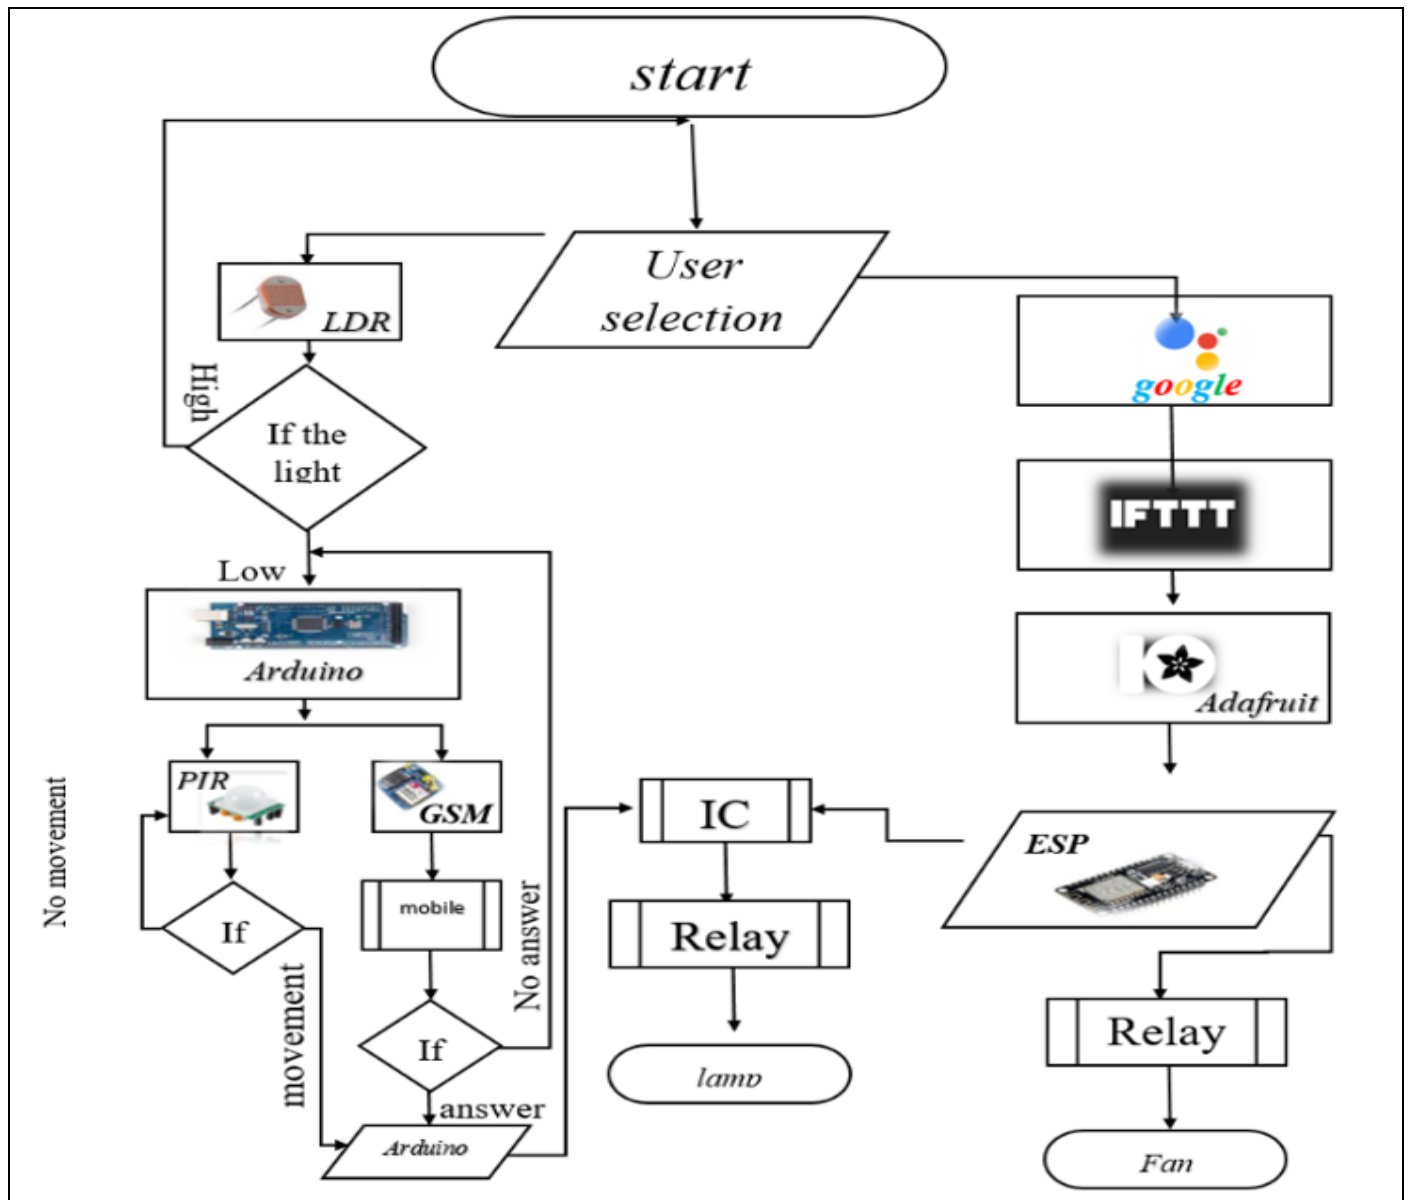 start
User
selection
LDR
High
If the
light
google
IFTTT
Low
Arduino
Adafruit
PIR
GSM
No movement
IC
ESP
mobile
If
No answer
Relay
movement
If
Relay
lamp
answer
Arduino
Fan